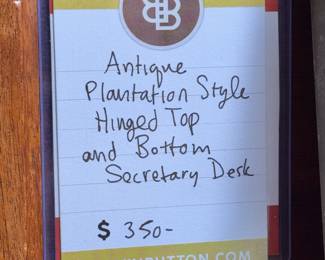 Antique
Plantation Style
Hinged Top
and Bottom
Secretary Desk
$ 350-